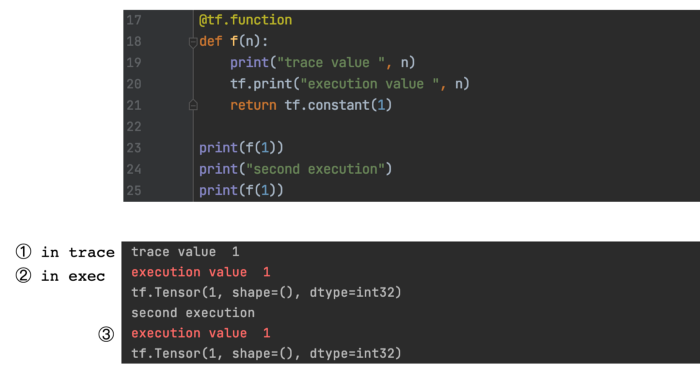 17 @tf.function
18 def f(n):
19 print("trace value ", n)
20 tf.print("execution value ", n)
21 return tf.constant(1)
22
23 print(f(1))
24 print("second execution")
25 print(f(1))
① in trace trace value  1
② in exec execution value  1
tf.Tensor(1, shape=(), dtype=int32)
second execution
③ execution value  1
tf.Tensor(1, shape=(), dtype=int32)